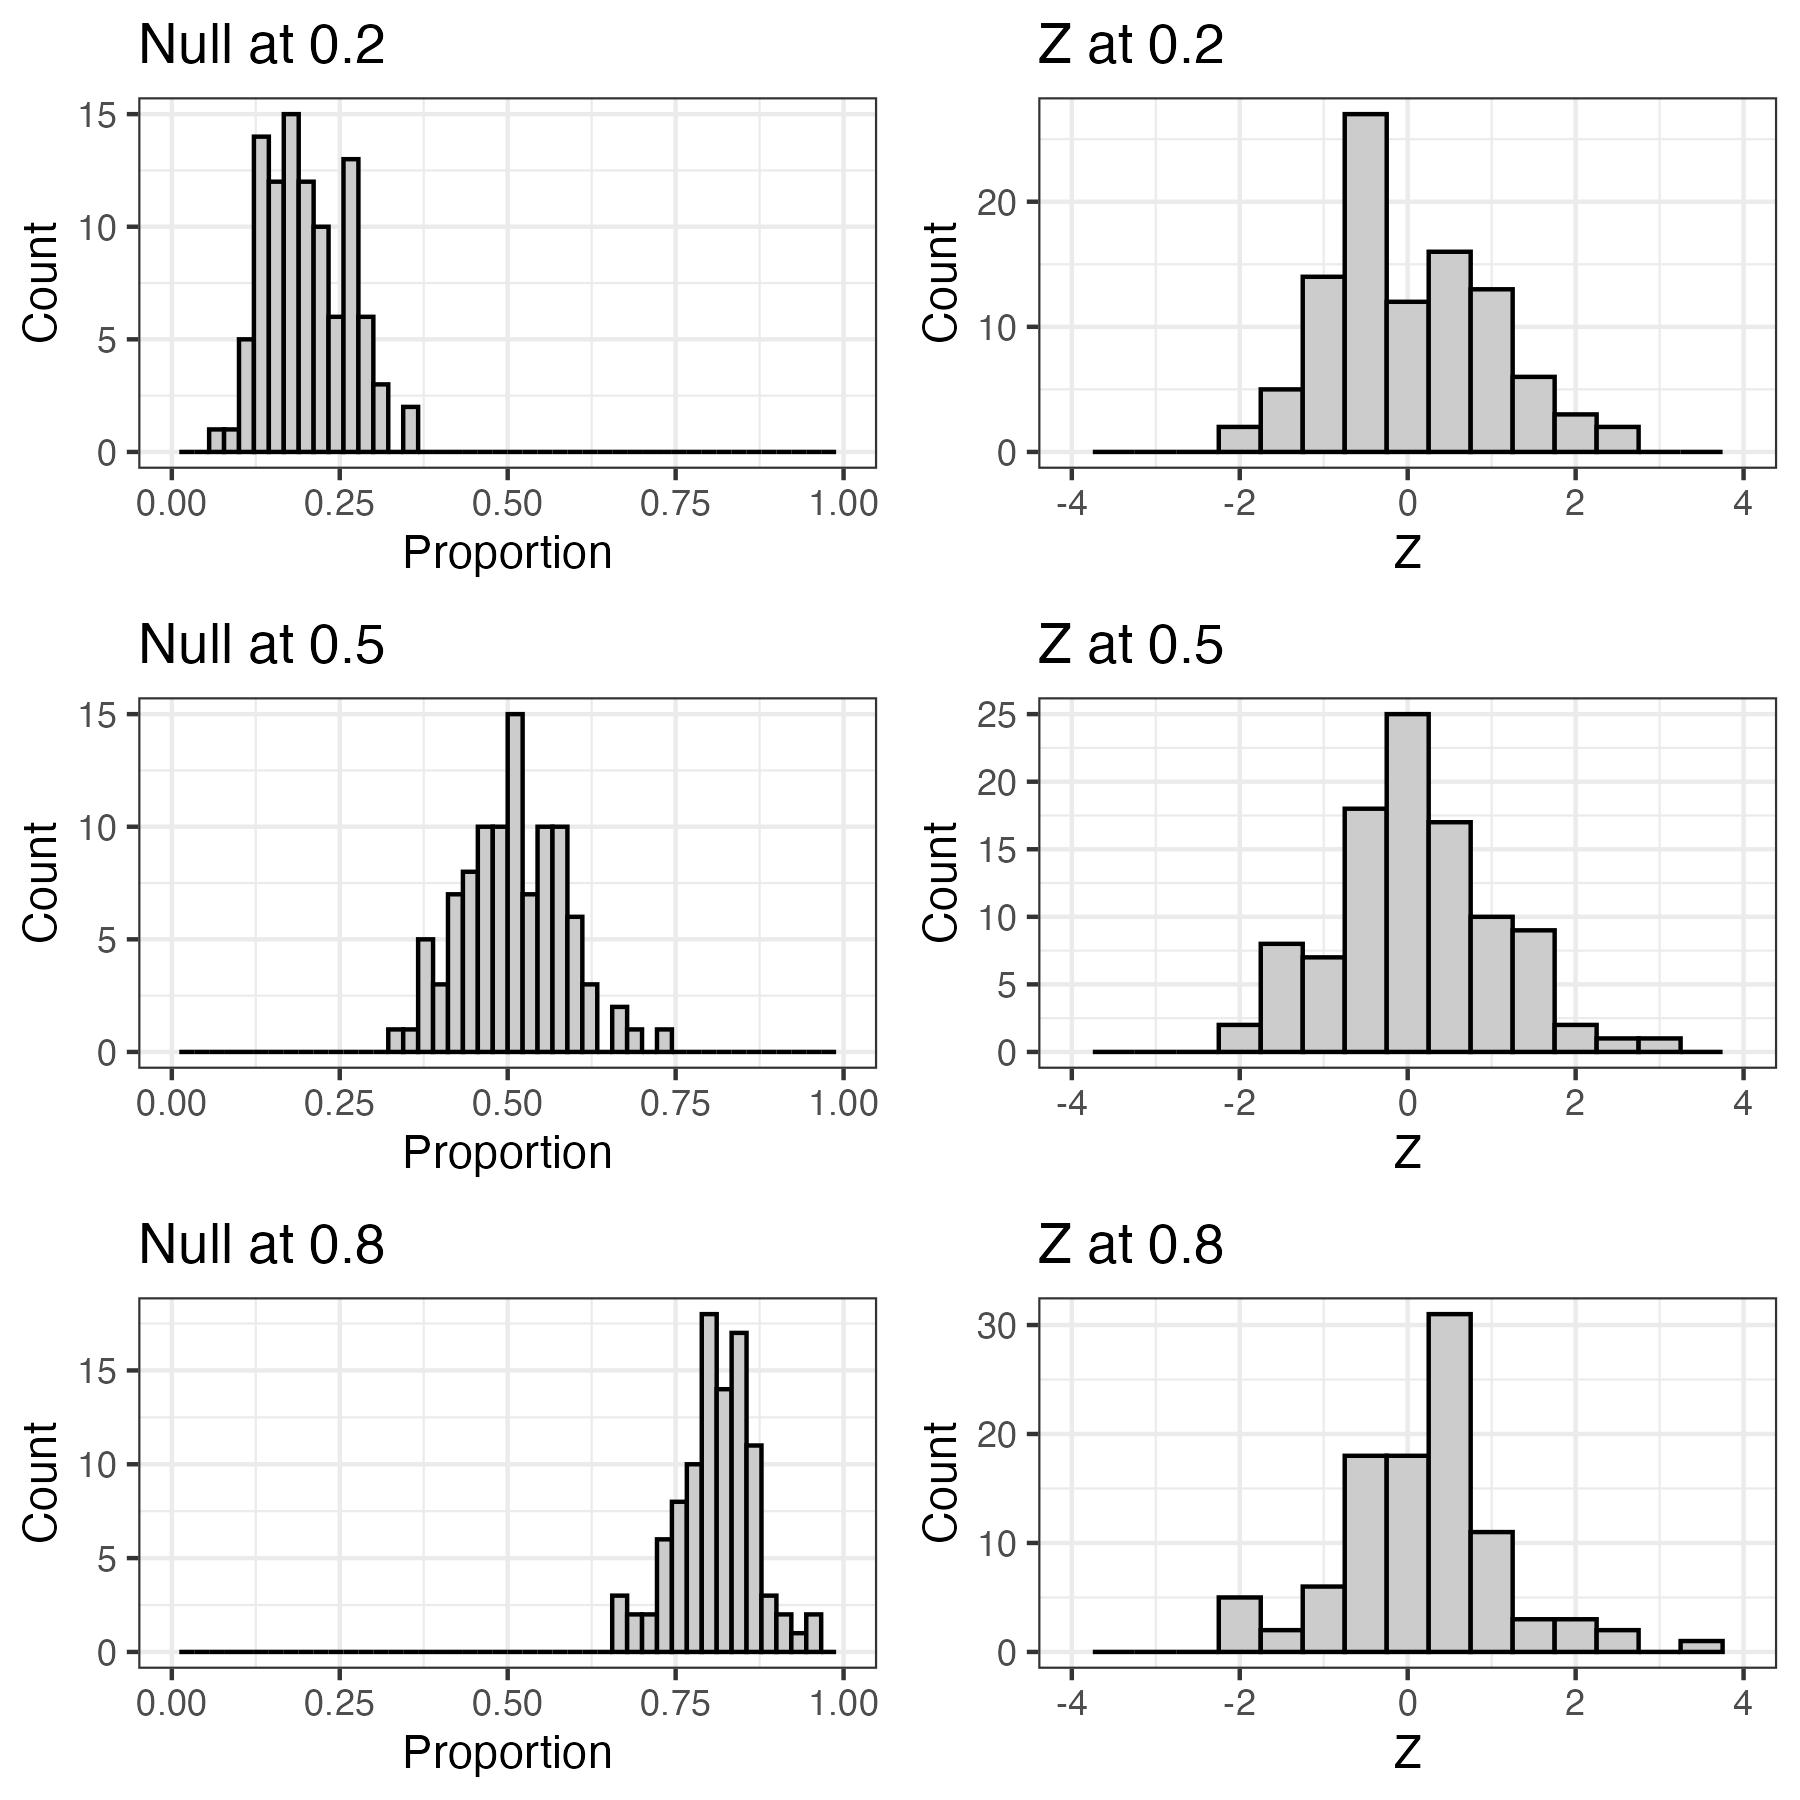 Null at 0.2
Count
15
10
5
0
0.00 0.25 0.50 0.75 1.00
Proportion
Z at 0.2
Count
20
10
0
-4 -2 0 2 4
Z
Null at 0.5
Count
15
10
5
0
0.00 0.25 0.50 0.75 1.00
Proportion
Z at 0.5
Count
25
20
15
10
5
0
-4 -2 0 2 4
Z
Null at 0.8
Count
15
10
5
0
0.00 0.25 0.50 0.75 1.00
Proportion
Z at 0.8
Count
30
20
10
0
-4 -2 0 2 4
Z